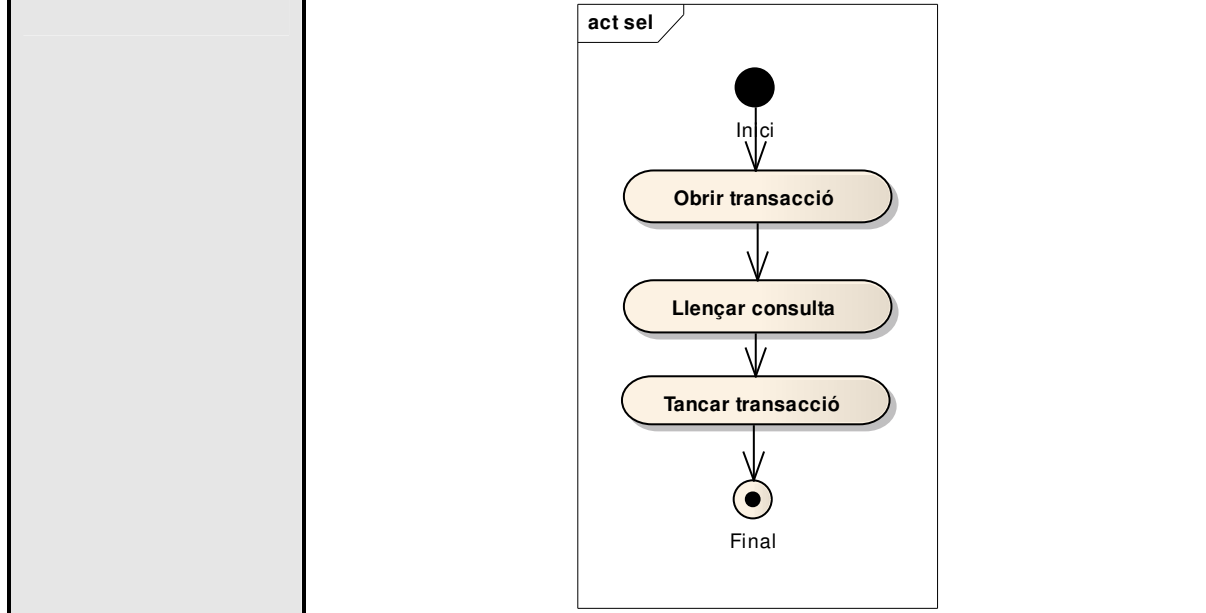 act sel
Inici
Obrir transacció
Llençar consulta
Tancar transacció
Final